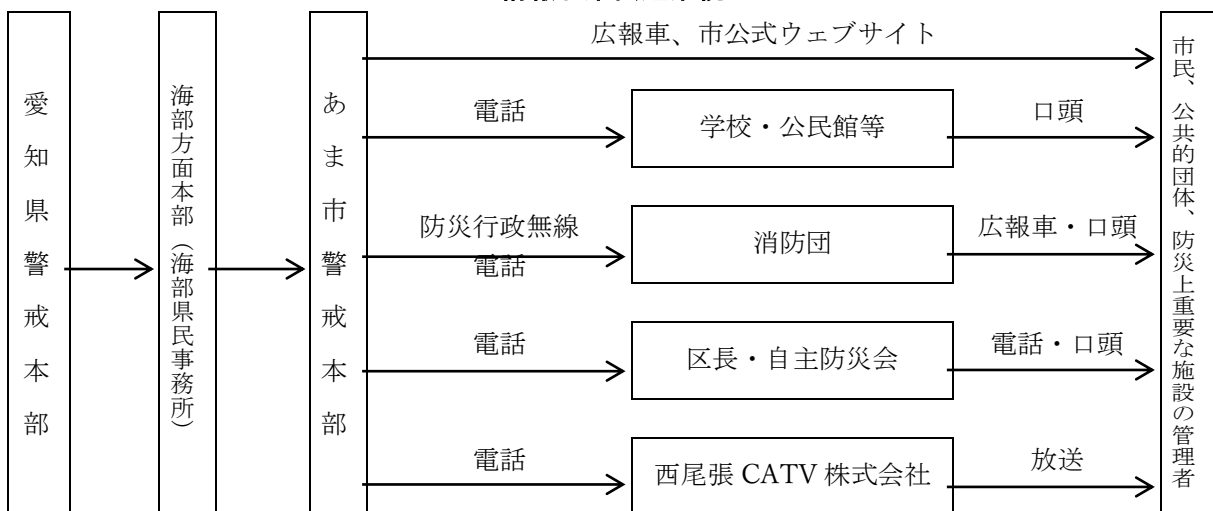 愛知県警戒本部
海部方面本部（海部県民事務所）
あま市警戒本部
広報車、市公式ウェブサイト
電話
学校・公民館等
口頭
防災行政無線
電話
消防団
広報車・口頭
電話
区長・自主防災会
電話・口頭
電話
西尾張 CATV 株式会社
放送
市民、公共的団体、防災上重要な施設の管理者